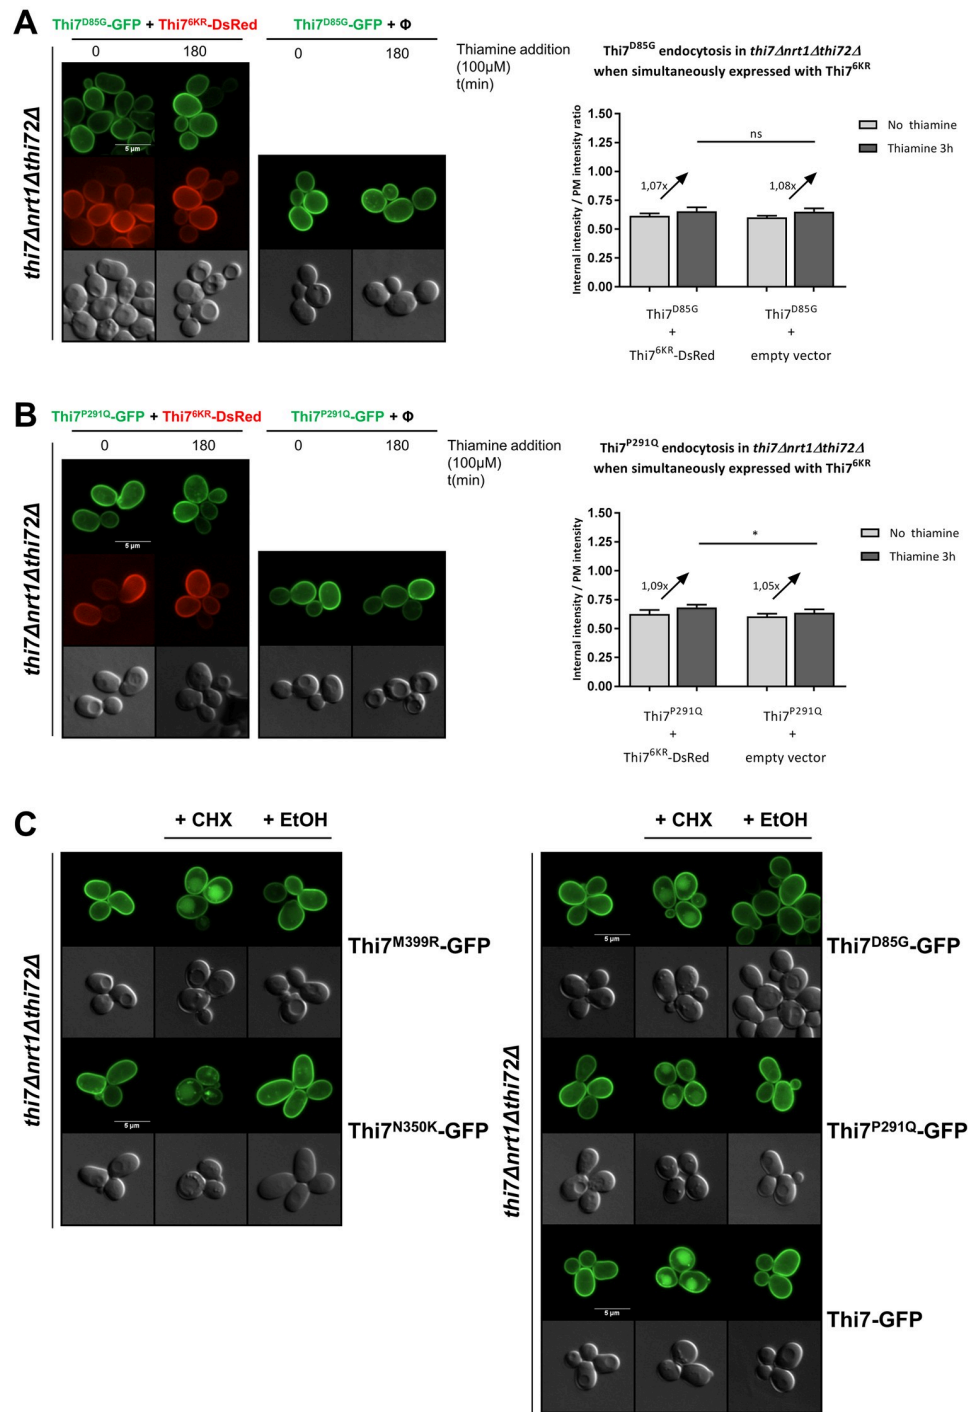 A
Thi7D85G-GFP + Thi76KR-DsRed
Thi7D85G-GFP + Φ
0 180
0 180
Thiamine addition
(100µM)
t(min)
thi7Δnrt1Δthi72Δ
5 µm
Thi7D85G endocytosis in thi7Δnrt1Δthi72Δ
when simultaneously expressed with Thi76KR
Internal intensity / PM intensity ratio
1.50
1.25
1.00
0.75
0.50
0.25
0.00
ns
1,07x
1,08x
No thiamine
Thiamine 3h
Thi7D85G
+
Thi76KR-DsRed
Thi7D85G
+
empty vector
B
Thi7P291Q-GFP + Thi76KR-DsRed
Thi7P291Q-GFP + Φ
0 180
0 180
Thiamine addition
(100µM)
t(min)
thi7Δnrt1Δthi72Δ
5 µm
Thi7P291Q endocytosis in thi7Δnrt1Δthi72Δ
when simultaneously expressed with Thi76KR
Internal intensity / PM intensity
1.50
1.25
1.00
0.75
0.50
0.25
0.00
*
1,09x
1,05x
No thiamine
Thiamine 3h
Thi7P291Q
+
Thi76KR-DsRed
Thi7P291Q
+
empty vector
C
+ CHX + EtOH
thi7Δnrt1Δthi72Δ
Thi7M399R-GFP
5 µm
Thi7N350K-GFP
+ CHX + EtOH
thi7Δnrt1Δthi72Δ
5 µm
Thi7D85G-GFP
Thi7P291Q-GFP
5 µm
Thi7-GFP